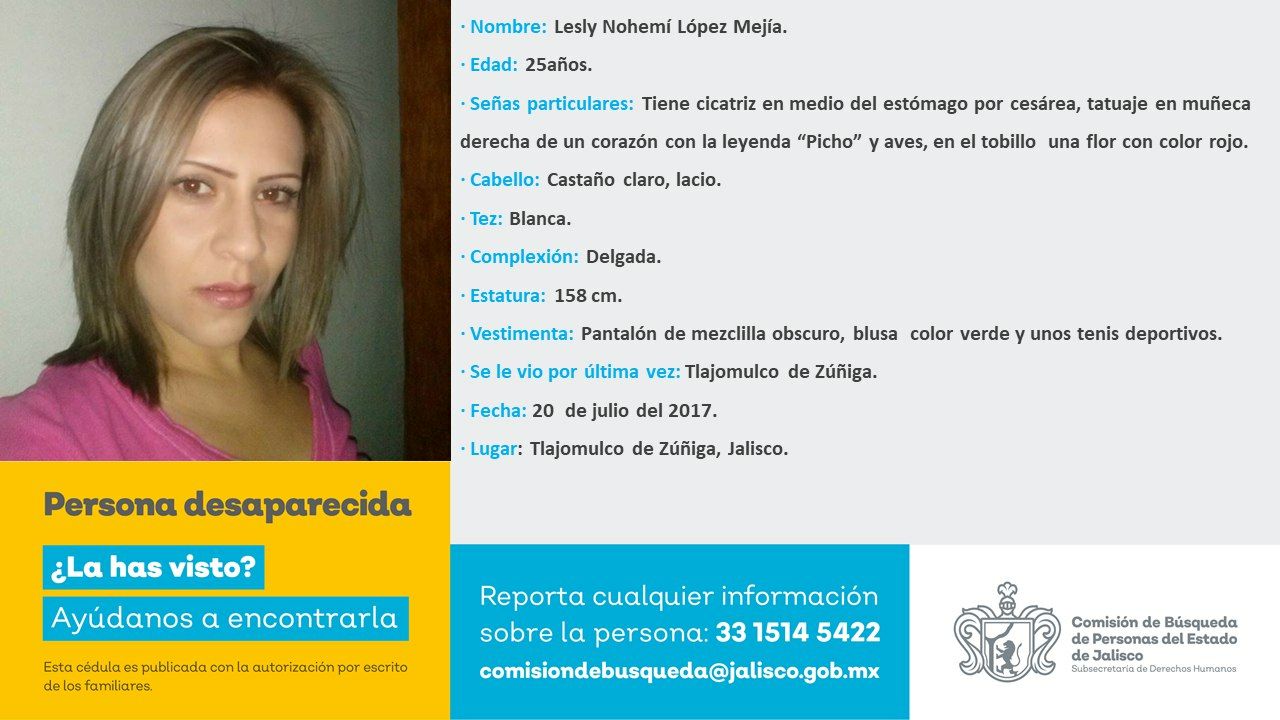 · Nombre: Lesly Nohemí López Mejía.
· Edad: 25años.
· Señas particulares: Tiene cicatriz en medio del estómago por cesárea, tatuaje en muñeca
derecha de un corazón con la leyenda “Picho” y aves, en el tobillo una flor con color rojo.
· Cabello: Castaño claro, lacio.
· Tez: Blanca.
· Complexión: Delgada.
· Estatura: 158 cm.
· Vestimenta: Pantalón de mezclilla obscuro, blusa color verde y unos tenis deportivos.
· Se le vio por última vez: Tlajomulco de Zúñiga.
· Fecha: 20 de julio del 2017.
· Lugar: Tlajomulco de Zúñiga, Jalisco.
Persona desaparecida
¿La has visto?
Ayúdanos a encontrarla
Esta cédula es publicada con la autorización por escrito
de los familiares.
Reporta cualquier información
sobre la persona: 33 1514 5422
comisiondebusqueda@jalisco.gob.mx
Comisión de Búsqueda
de Personas del Estado
de Jalisco
Subsecretaría de Derechos Humanos